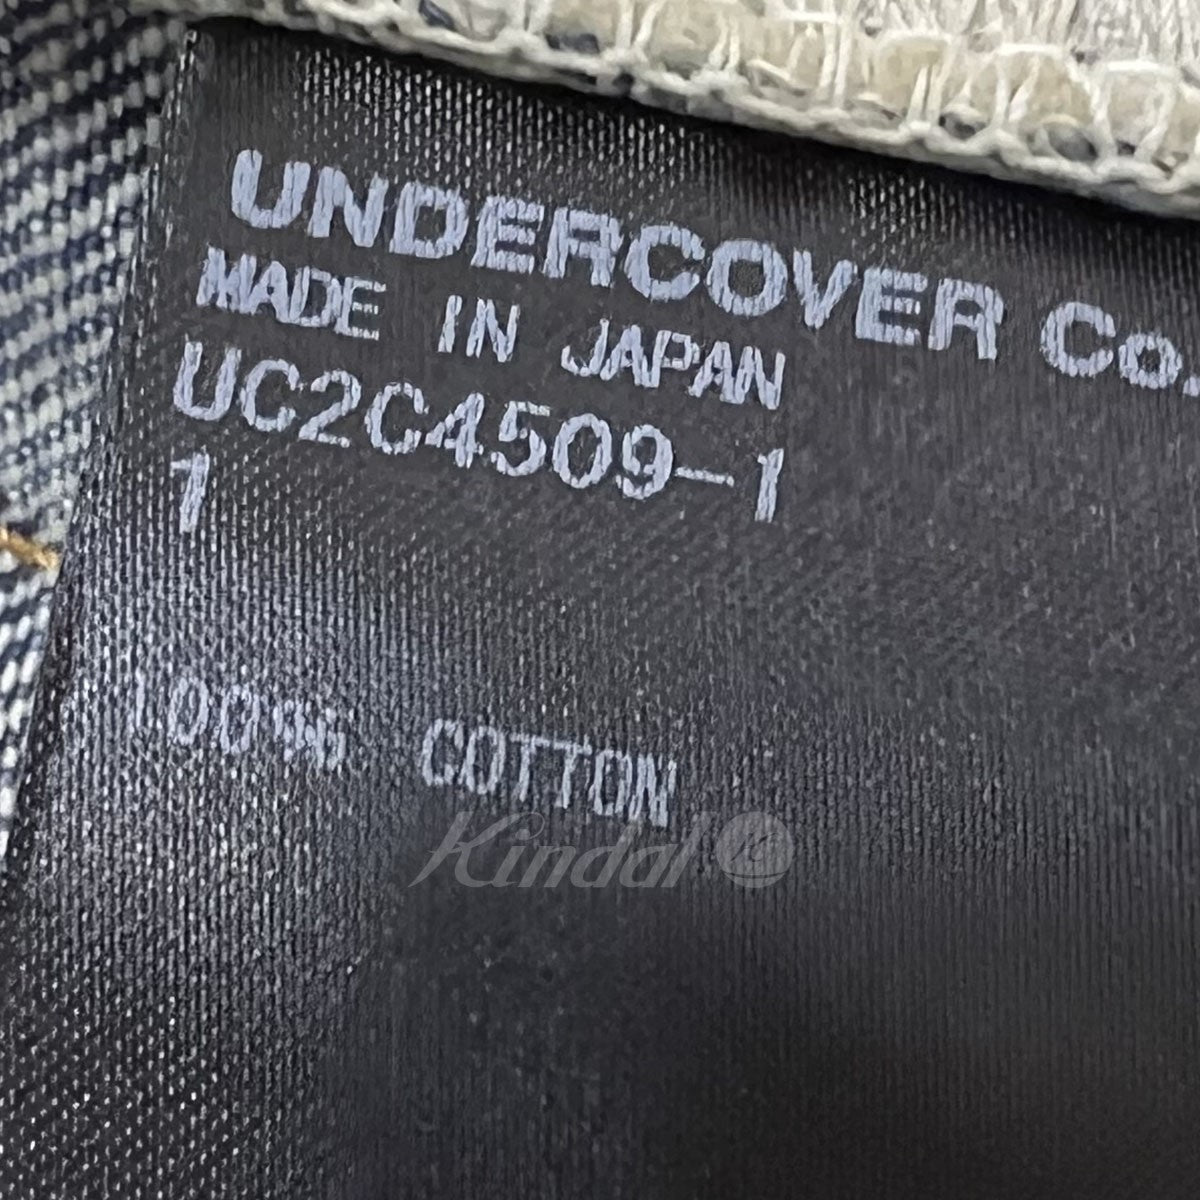 UNDERCOVER Co.
MADE IN JAPAN
UC2C4509-1
1
100% COTTON
Kindal